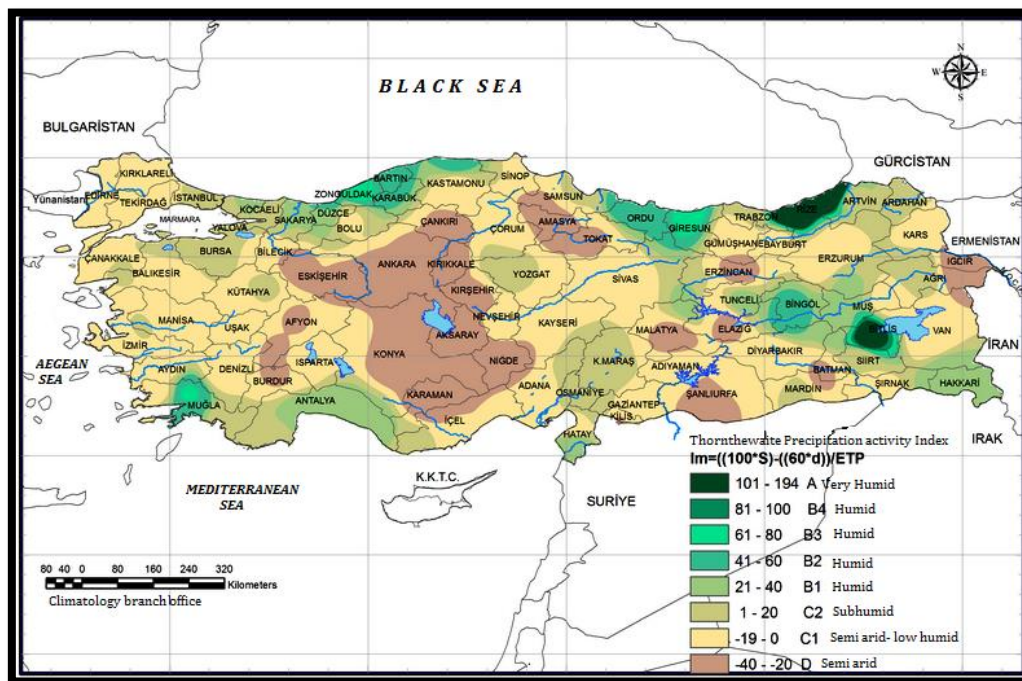 BLACK SEA
N
W E
S
BULGARİSTAN
GÜRCİSTAN
KIRKLARELİ
EDİRNE
TEKİRDAĞ
Yünanistan
İSTANBUL
MARMARA
KOCAELİ
YALOVA
SAKARYA
DÜZCE
ZONGULDAK
BARTIN
KARABÜK
BOLU
KASTAMONU
SİNOP
SAMSUN
ÇANKIRI
ÇORUM
AMASYA
TOKAT
ORDU
GİRESUN
TRABZON
RİZE
ARTVİN
ARDAHAN
GÜMÜŞHANE
BAYBURT
KARS
ERMENİSTAN
IĞDIR
ÇANAKKALE
BALIKESİR
BURSA
BİLECİK
ESKİŞEHİR
ANKARA
KIRIKKALE
YOZGAT
SİVAS
ERZİNCAN
ERZURUM
AĞRI
KÜTAHYA
KIRŞEHİR
NEVŞEHİR
KAYSERİ
TUNCELİ
BİNGÖL
MUŞ
MANİSA
UŞAK
AFYON
AKSARAY
MALATYA
ELAZIĞ
BİTLİS
VAN
İRAN
AEGEAN
SEA
İZMİR
AYDIN
DENİZLİ
ISPARTA
BURDUR
KONYA
NİĞDE
K.MARAŞ
ADIYAMAN
DİYARBAKIR
SİİRT
BATMAN
ŞIRNAK
HAKKARİ
MUĞLA
ANTALYA
KARAMAN
İÇEL
ADANA
OSMANİYE
GAZİANTEP
KİLİS
ŞANLIURFA
MARDİN
HATAY
IRAK
MEDİTERRANEAN
SEA
K.K.T.C.
SURİYE
Thornthewaite Precipitation activity Index
Im=((100*S)-((60*d))/ETP
101 - 194 A Very Humid
81 - 100 B4 Humid
61 - 80 B3 Humid
41 - 60 B2 Humid
21 - 40 B1 Humid
1 - 20 C2 Subhumid
-19 - 0 C1 Semi arid- low humid
-40 - -20 D Semi arid
80 40 0 80 160 240 320
Kilometers
Climatology branch office